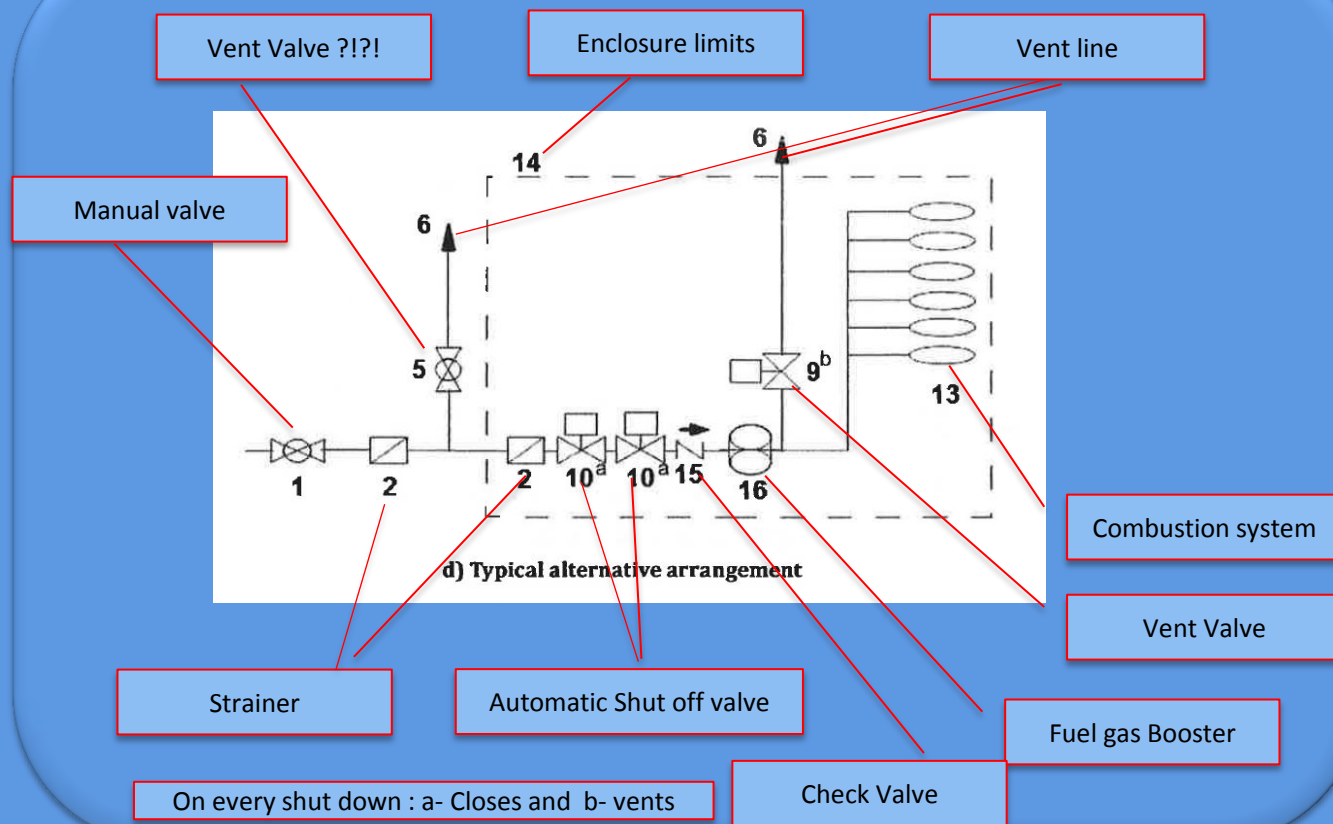 Vent Valve ?!?!
Enclosure limits
Vent line
Manual valve
14
6
6
5
9b
13
1
2
2
10a
10a
15
16
d) Typical alternative arrangement
Combustion system
Vent Valve
Strainer
Automatic Shut off valve
Fuel gas Booster
Check Valve
On every shut down : a- Closes and b- vents